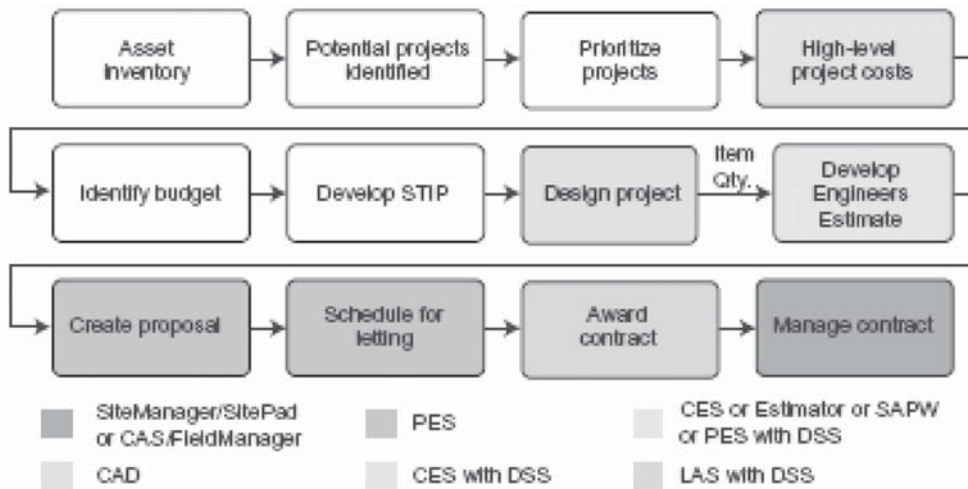 Asset
Inventory
Potential projects
Identified
Prioritize
projects
High-level
project costs
Identify budget
Develop STIP
Design project
Item
Qty.
Develop
Engineers
Estimate
Create proposal
Schedule for
letting
Award
contract
Manage contract
SiteManager/SitePad
or CAS/FieldManager
PES
CES or Estimator or SAPW
or PES with DSS
CAD
CES with DSS
LAS with DSS